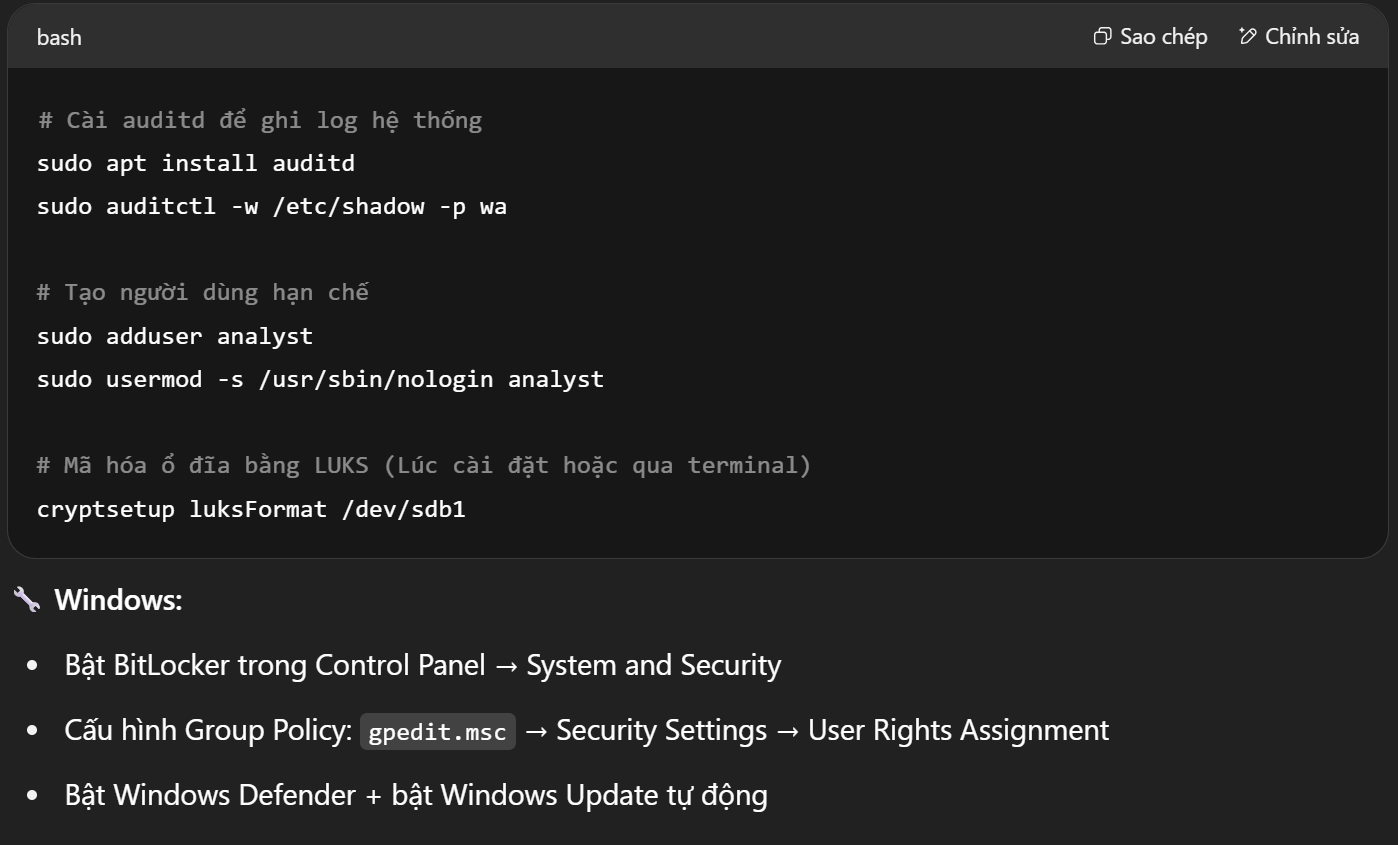 bash
Sao chép
Chỉnh sửa
# Cài auditd để ghi log hệ thống
sudo apt install auditd
sudo auditctl -w /etc/shadow -p wa
# Tạo người dùng hạn chế
sudo adduser analyst
sudo usermod -s /usr/sbin/nologin analyst
# Mã hóa ổ đĩa bằng LUKS (Lúc cài đặt hoặc qua terminal)
cryptsetup luksFormat /dev/sdb1
Windows:
• Bật BitLocker trong Control Panel → System and Security
• Cấu hình Group Policy: gpedit.msc → Security Settings → User Rights Assignment
• Bật Windows Defender + bật Windows Update tự động